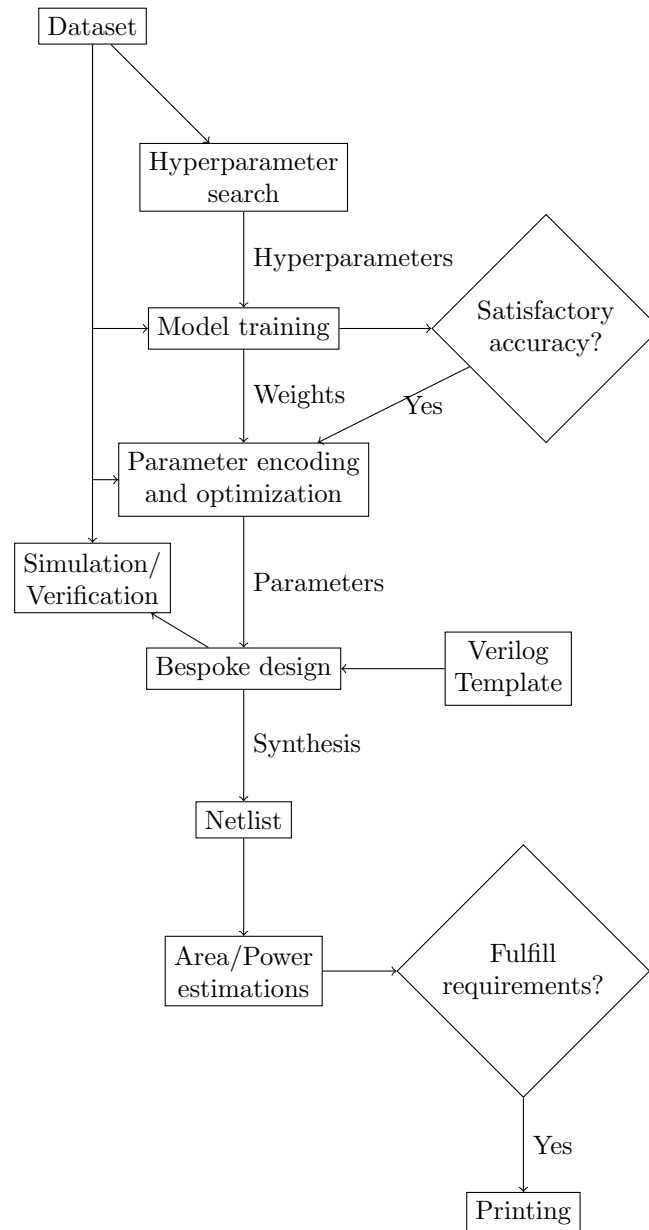 Dataset
Hyperparameter
search
Hyperparameters
Satisfactory
accuracy?
Model training
Weights
Yes
Parameter encoding
and optimization
Simulation/
Verification
Parameters
Bespoke design
Verilog
Template
Synthesis
Netlist
Area/Power
estimations
Fulfill
requirements?
Yes
Printing